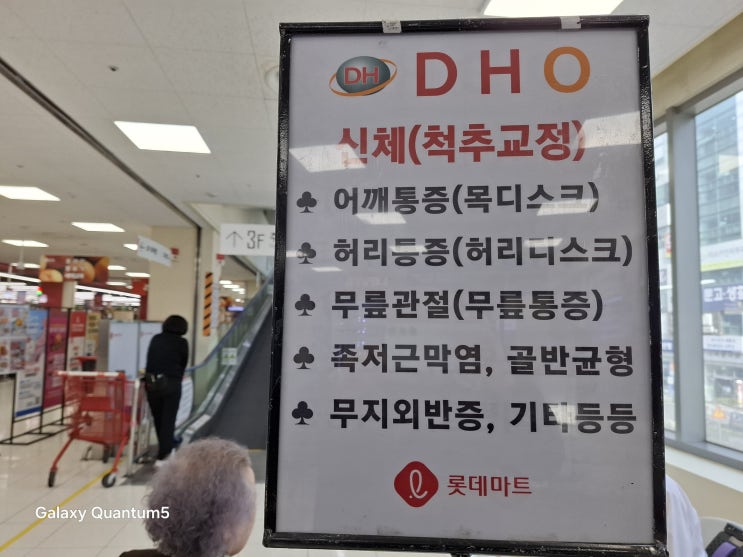 DH DHO
신체(척추교정)
♣ 어깨통증(목디스크)
♣ 허리등증(허리디스크)
♣ 무릎관절(무릎통증)
♣ 족저근막염, 골반균형
♣ 무지외반증, 기타등등
롯데마트
↑ 3F
Galaxy Quantum5